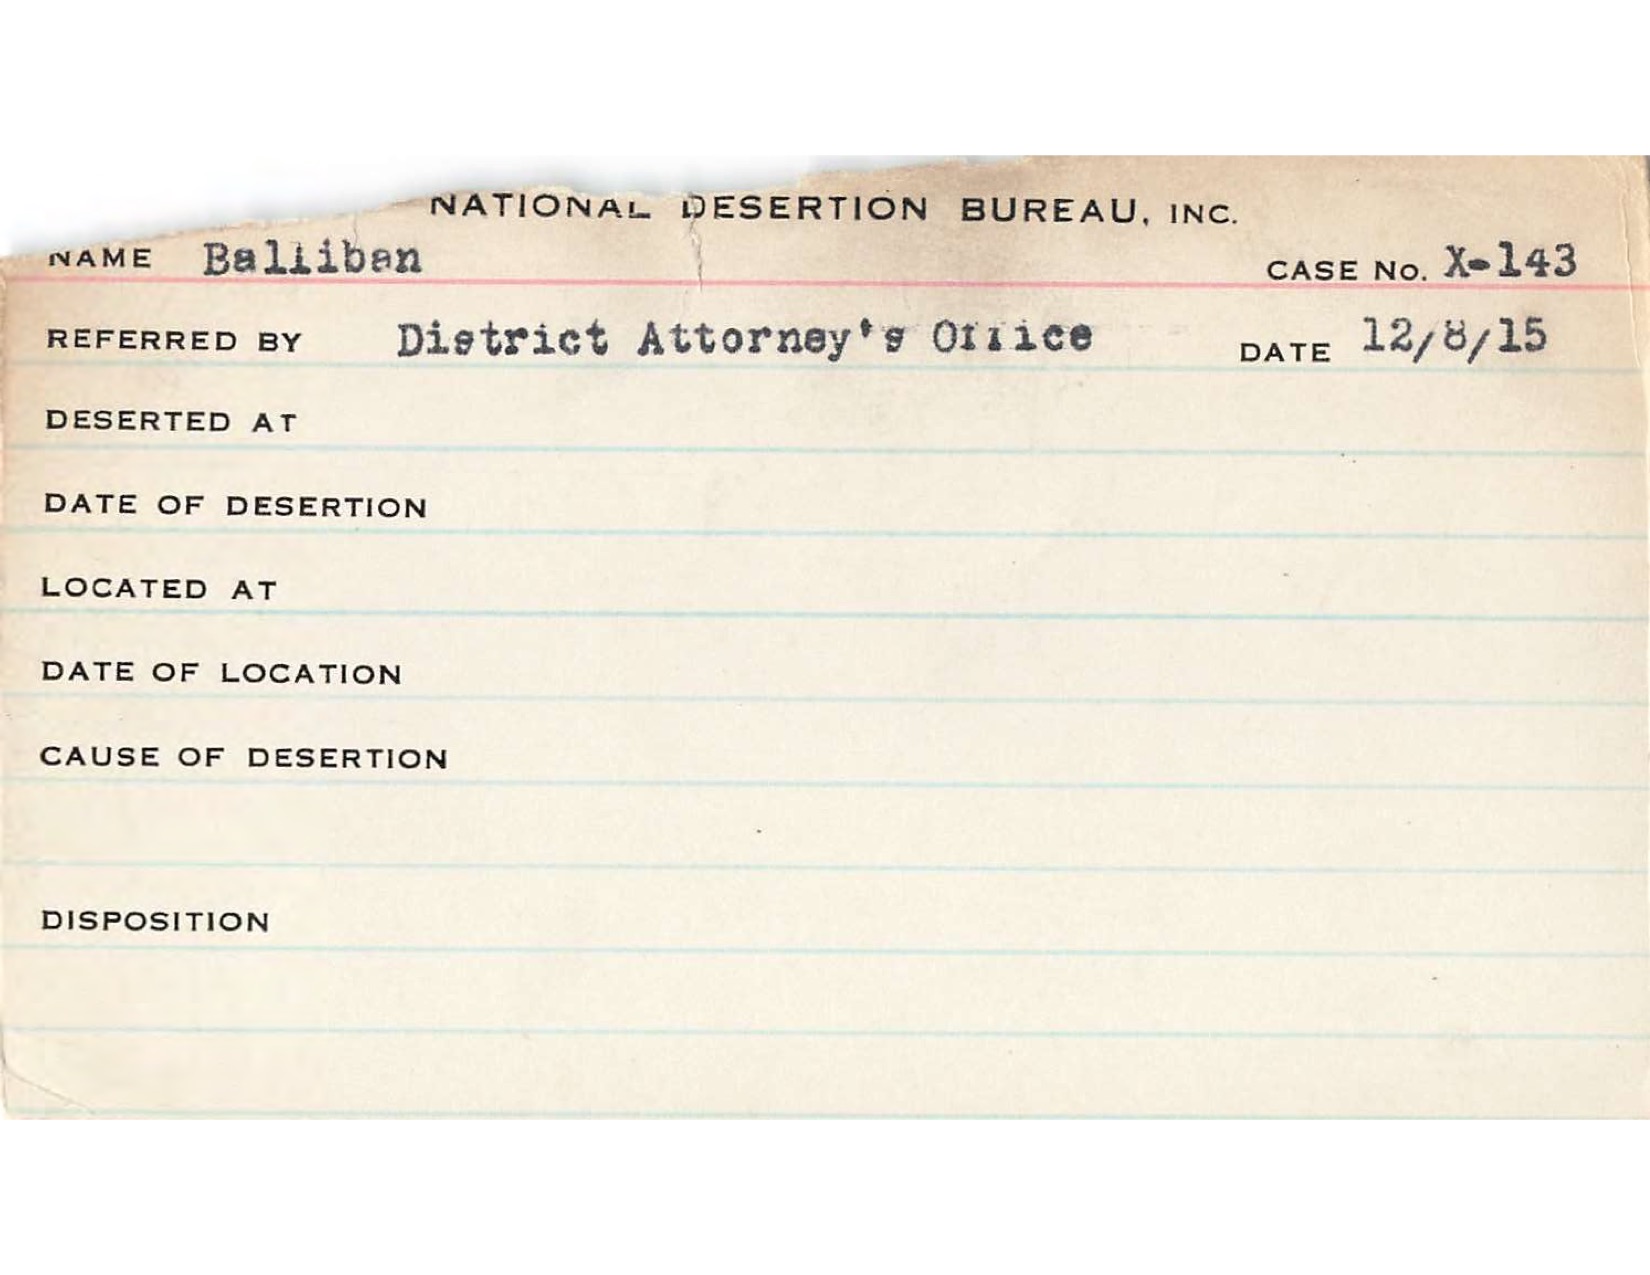 NATIONAL DESERTION BUREAU, INC.
NAME Balliban CASE No. X-143
REFERRED BY District Attorney's Office DATE 12/8/15
DESERTED AT
DATE OF DESERTION
LOCATED AT
DATE OF LOCATION
CAUSE OF DESERTION
DISPOSITION